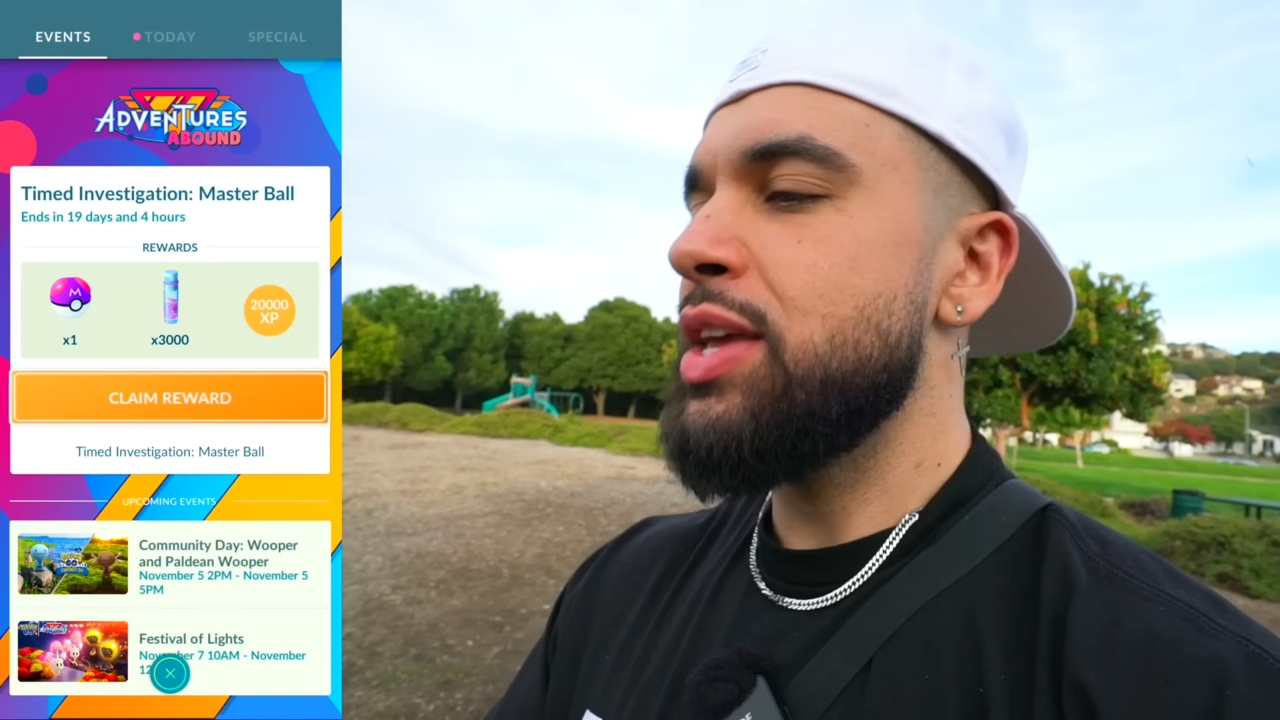 EVENTS
TODAY
SPECIAL
ADVENTURES
ABOUND
Timed Investigation: Master Ball
Ends in 19 days and 4 hours
REWARDS
M
20000
XP
x1
x3000
CLAIM REWARD
Timed Investigation: Master Ball
UPCOMING EVENTS
Community Day: Wooper
and Paldean Wooper
November 5 2PM - November 5
5PM
Festival of Lights
November 7 10AM - November
12